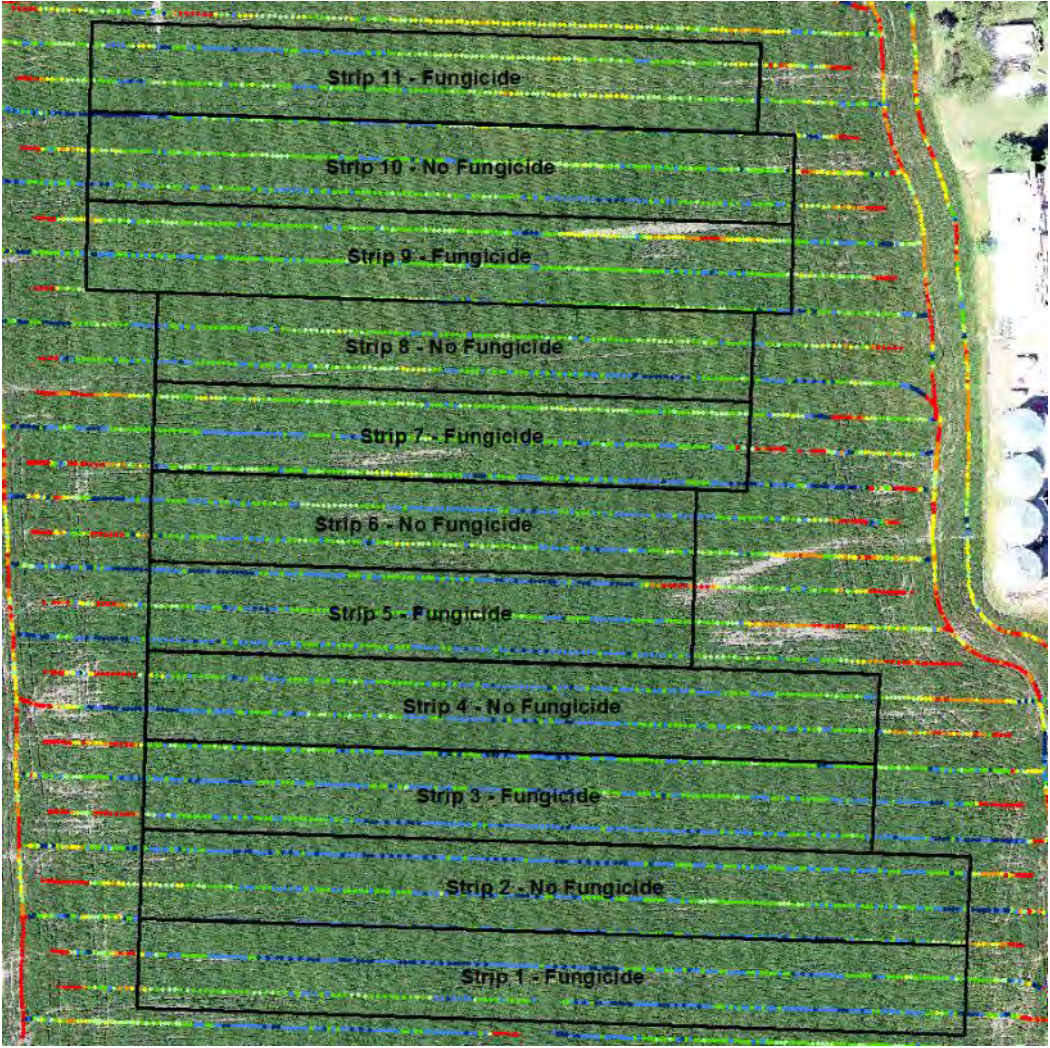 Strip 11 - Fungicide
Strip 10 - No Fungicide
Strip 9 - Fungicide
Strip 8 - No Fungicide
Strip 7 - Fungicide
Strip 6 - No Fungicide
Strip 5 - Fungicide
Strip 4 - No Fungicide
Strip 3 - Fungicide
Strip 2 - No Fungicide
Strip 1 - Fungicide